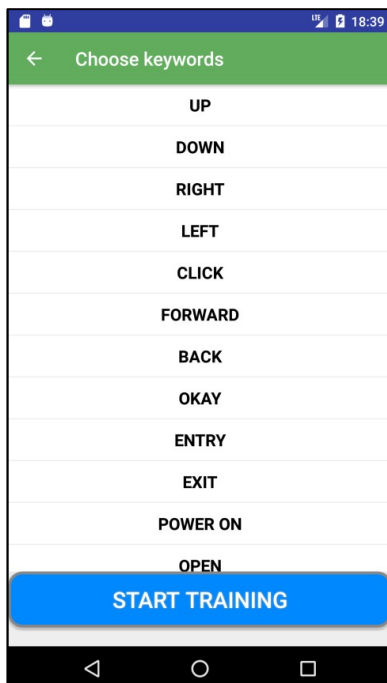 LTE 18:39
Choose keywords
UP
DOWN
RIGHT
LEFT
CLICK
FORWARD
BACK
OKAY
ENTRY
EXIT
POWER ON
OPEN
START TRAINING